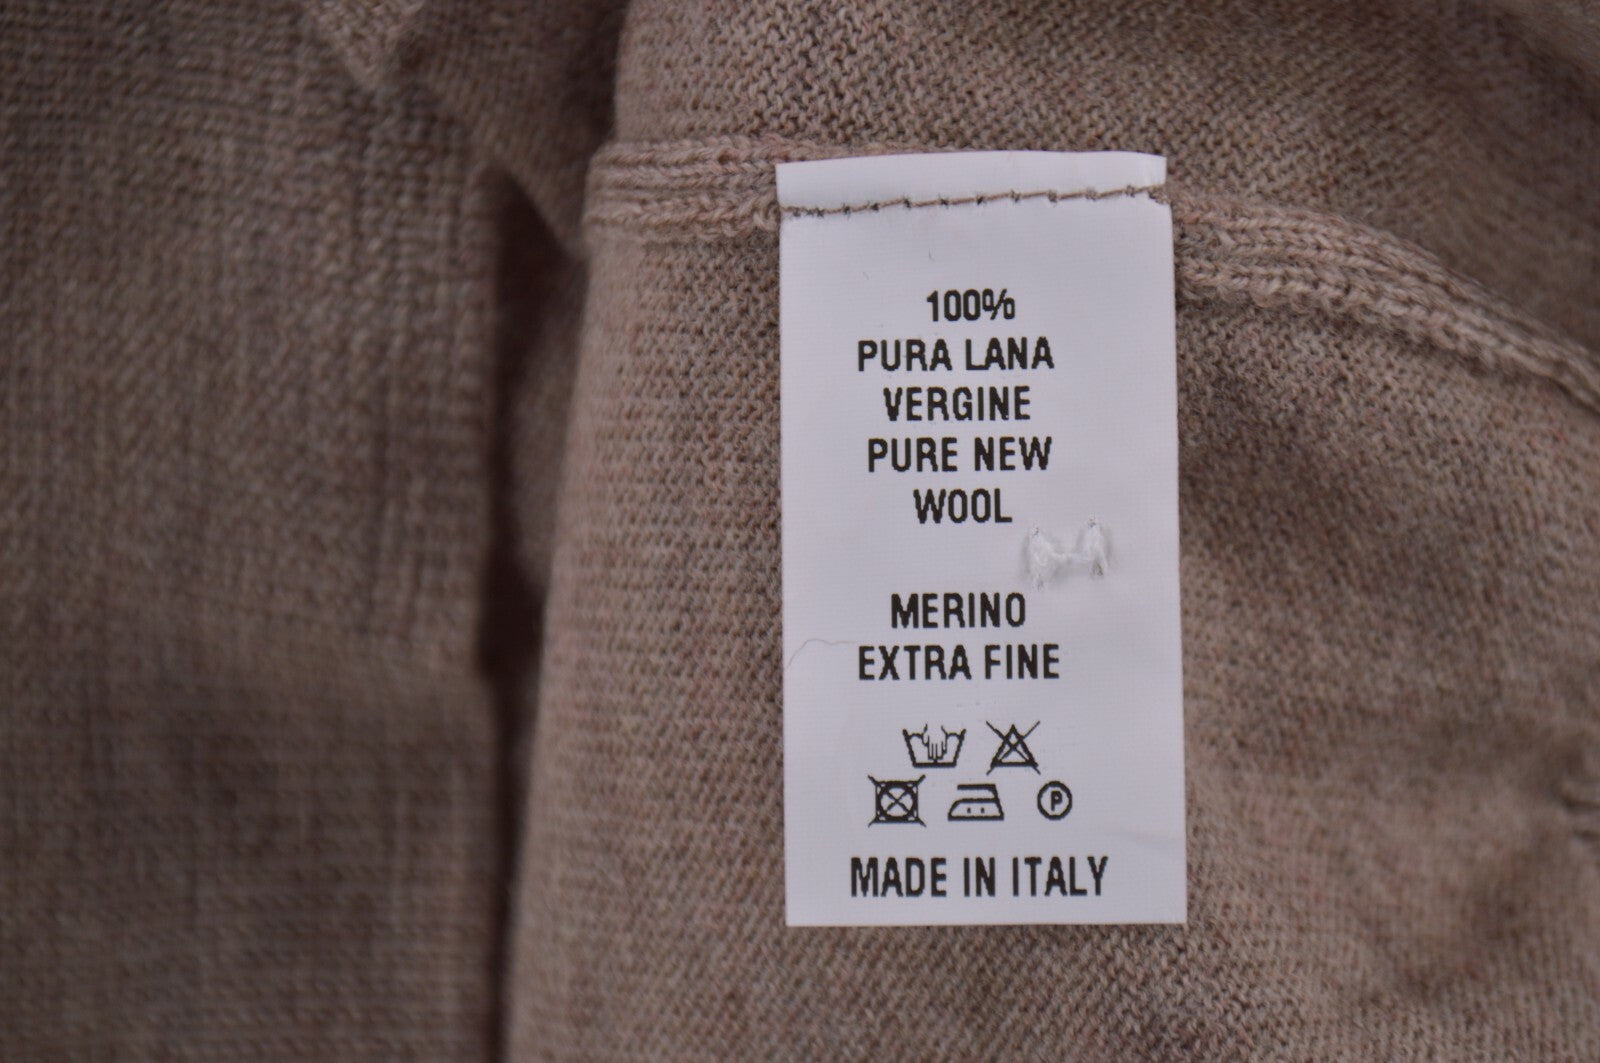 100%
PURA LANA
VERGINE
PURE NEW
WOOL
MERINO
EXTRA FINE
P
MADE IN ITALY